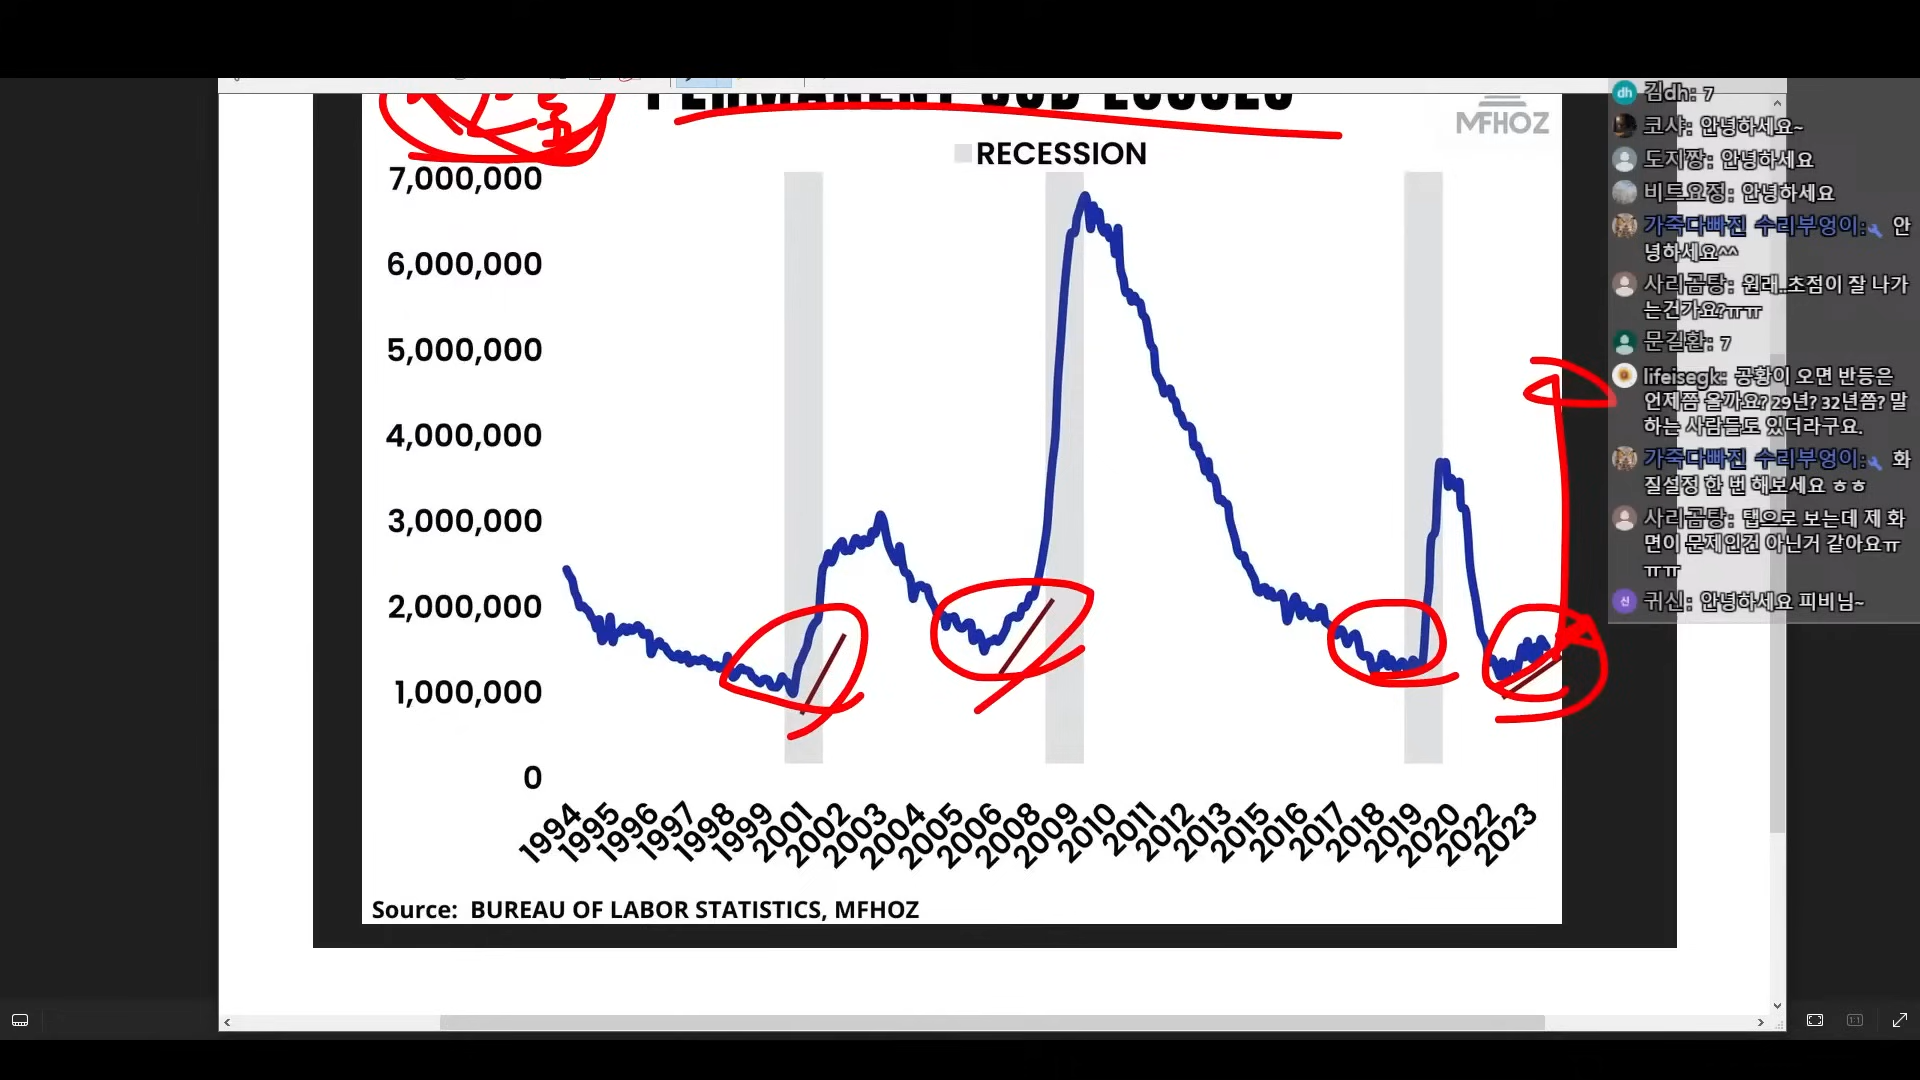 PERMANENT JOB LOSSES
MFHOZ
RECESSION
7,000,000
6,000,000
5,000,000
4,000,000
3,000,000
2,000,000
1,000,000
0
1994
1995
1996
1997
1998
1999
2001
2002
2003
2004
2005
2006
2008
2009
2010
2011
2012
2013
2015
2016
2017
2018
2019
2020
2022
2023
Source: BUREAU OF LABOR STATISTICS, MFHOZ
dh 김dh: 7
코샤: 안녕하세요~
도지짱: 안녕하세요
비트요정: 안녕하세요
가죽다빠진 수리부엉이: 안
녕하세요^^
사리곰탕: 원래..초점이 잘 나가
는건가요?ㅠㅠ
문길환: 7
lifeisegk: 공황이 오면 반등은
언제쯤 올까요? 29년? 32년쯤? 말
하는 사람들도 있더라구요.
가죽다빠진 수리부엉이: 화
질설정 한 번 해보세요 ㅎㅎ
사리곰탕: 탭으로 보는데 제 화
면이 문제인건 아닌거 같아요ㅠ
ㅠㅠ
신 귀신: 안녕하세요 피비님~
1:1